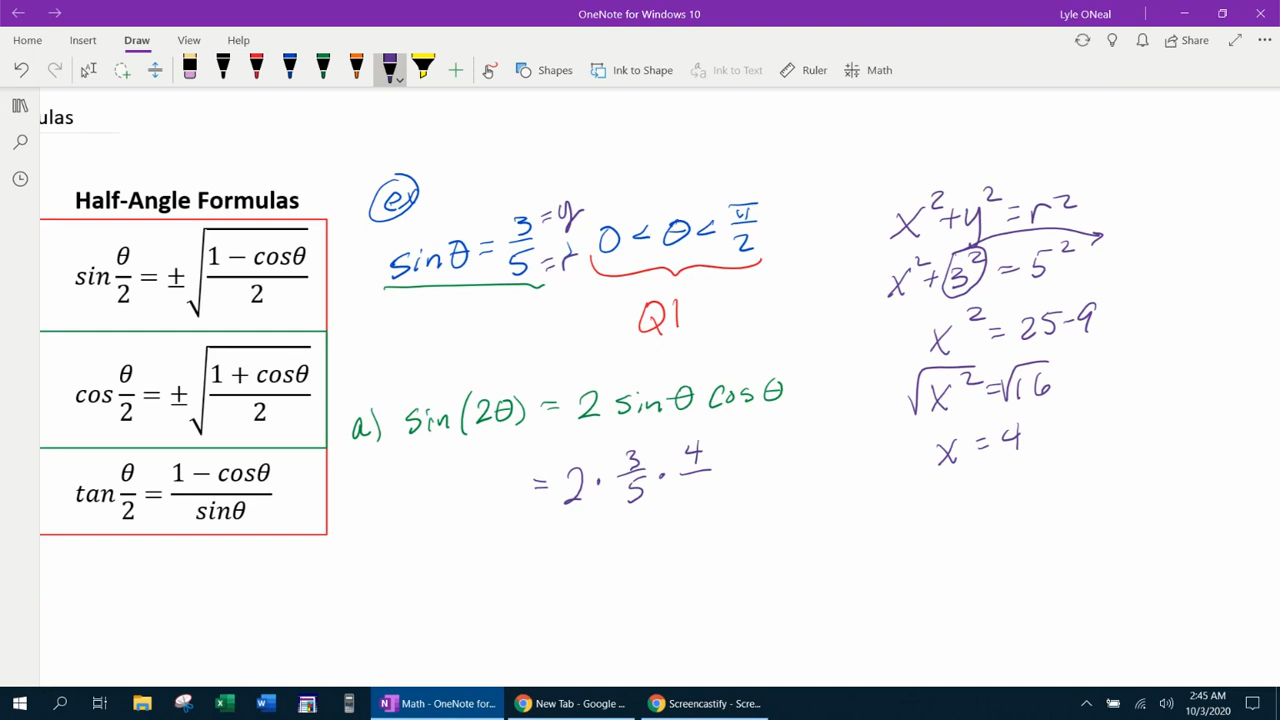 OneNote for Windows 10
Lyle ONeal
Home Insert Draw View Help
Share
Shapes Ink to Shape Ink to Text Ruler Math
ulas
Half-Angle Formulas
sin θ/2 = ±√((1 − cosθ)/2)
cos θ/2 = ±√((1 + cosθ)/2)
tan θ/2 = (1 − cosθ)/sinθ
ex
sinθ = 3/5 =y =r 0 < θ < π/2
Q1
a) sin(2θ) = 2 sinθ cosθ
= 2 · 3/5 · 4
x² + y² = r²
x² + 3² = 5²
x² = 25-9
√x² = √16
x = 4
Math - OneNote for...
New Tab - Google ...
Screencastify - Scre...
2:45 AM
10/3/2020